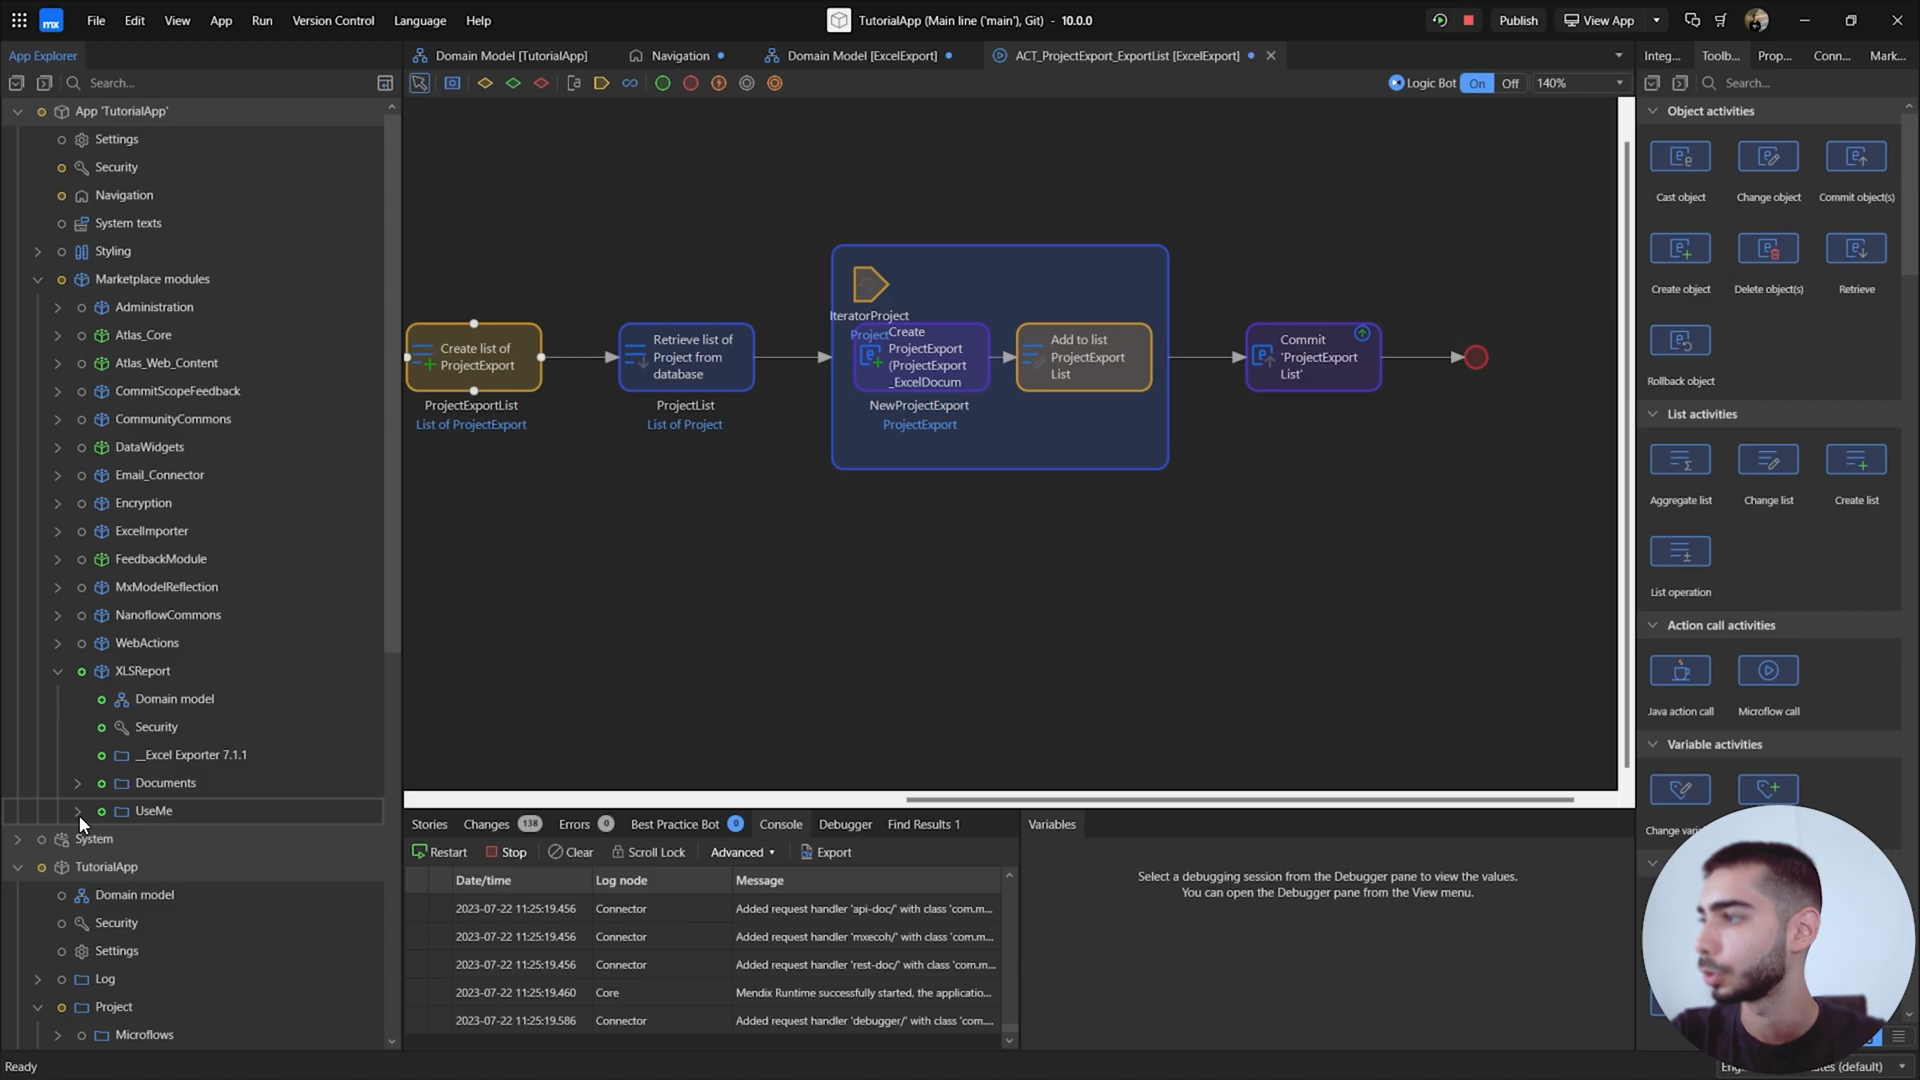 mx File Edit View App Run Version Control Language Help
TutorialApp (Main line ('main'), Git) - 10.0.0
Publish View App
App Explorer
Search...
App 'TutorialApp'
Settings
Security
Navigation
System texts
Styling
Marketplace modules
Administration
Atlas_Core
Atlas_Web_Content
CommitScopeFeedback
CommunityCommons
DataWidgets
Email_Connector
Encryption
ExcelImporter
FeedbackModule
MxModelReflection
NanoflowCommons
WebActions
XLSReport
Domain model
Security
__Excel Exporter 7.1.1
Documents
UseMe
System
TutorialApp
Domain model
Security
Settings
Log
Project
Microflows
Domain Model [TutorialApp] Navigation Domain Model [ExcelExport] ACT_ProjectExport_ExportList [ExcelExport]
Logic Bot On Off 140%
Create list of
ProjectExport
ProjectExportList
List of ProjectExport
Retrieve list of
Project from
database
ProjectList
List of Project
IteratorProject
Project
Create
ProjectExport
(ProjectExport
_ExcelDocum
NewProjectExport
ProjectExport
Add to list
ProjectExport
List
Commit
'ProjectExport
List'
Stories Changes 138 Errors 0 Best Practice Bot 0 Console Debugger Find Results 1
Restart Stop Clear Scroll Lock Advanced Export
Date/time Log node Message
2023-07-22 11:25:19.456 Connector Added request handler 'api-doc/' with class 'com.m...
2023-07-22 11:25:19.456 Connector Added request handler 'mxecoh/' with class 'com.m...
2023-07-22 11:25:19.456 Connector Added request handler 'rest-doc/' with class 'com.m...
2023-07-22 11:25:19.460 Core Mendix Runtime successfully started, the applicatio...
2023-07-22 11:25:19.586 Connector Added request handler 'debugger/' with class 'com....
Variables
Select a debugging session from the Debugger pane to view the values.
You can open the Debugger pane from the View menu.
Integ... Toolb... Prop... Conn... Mark...
Search...
Object activities
Cast object Change object Commit object(s)
Create object Delete object(s) Retrieve
Rollback object
List activities
Aggregate list Change list Create list
List operation
Action call activities
Java action call Microflow call
Variable activities
Ready
(default)